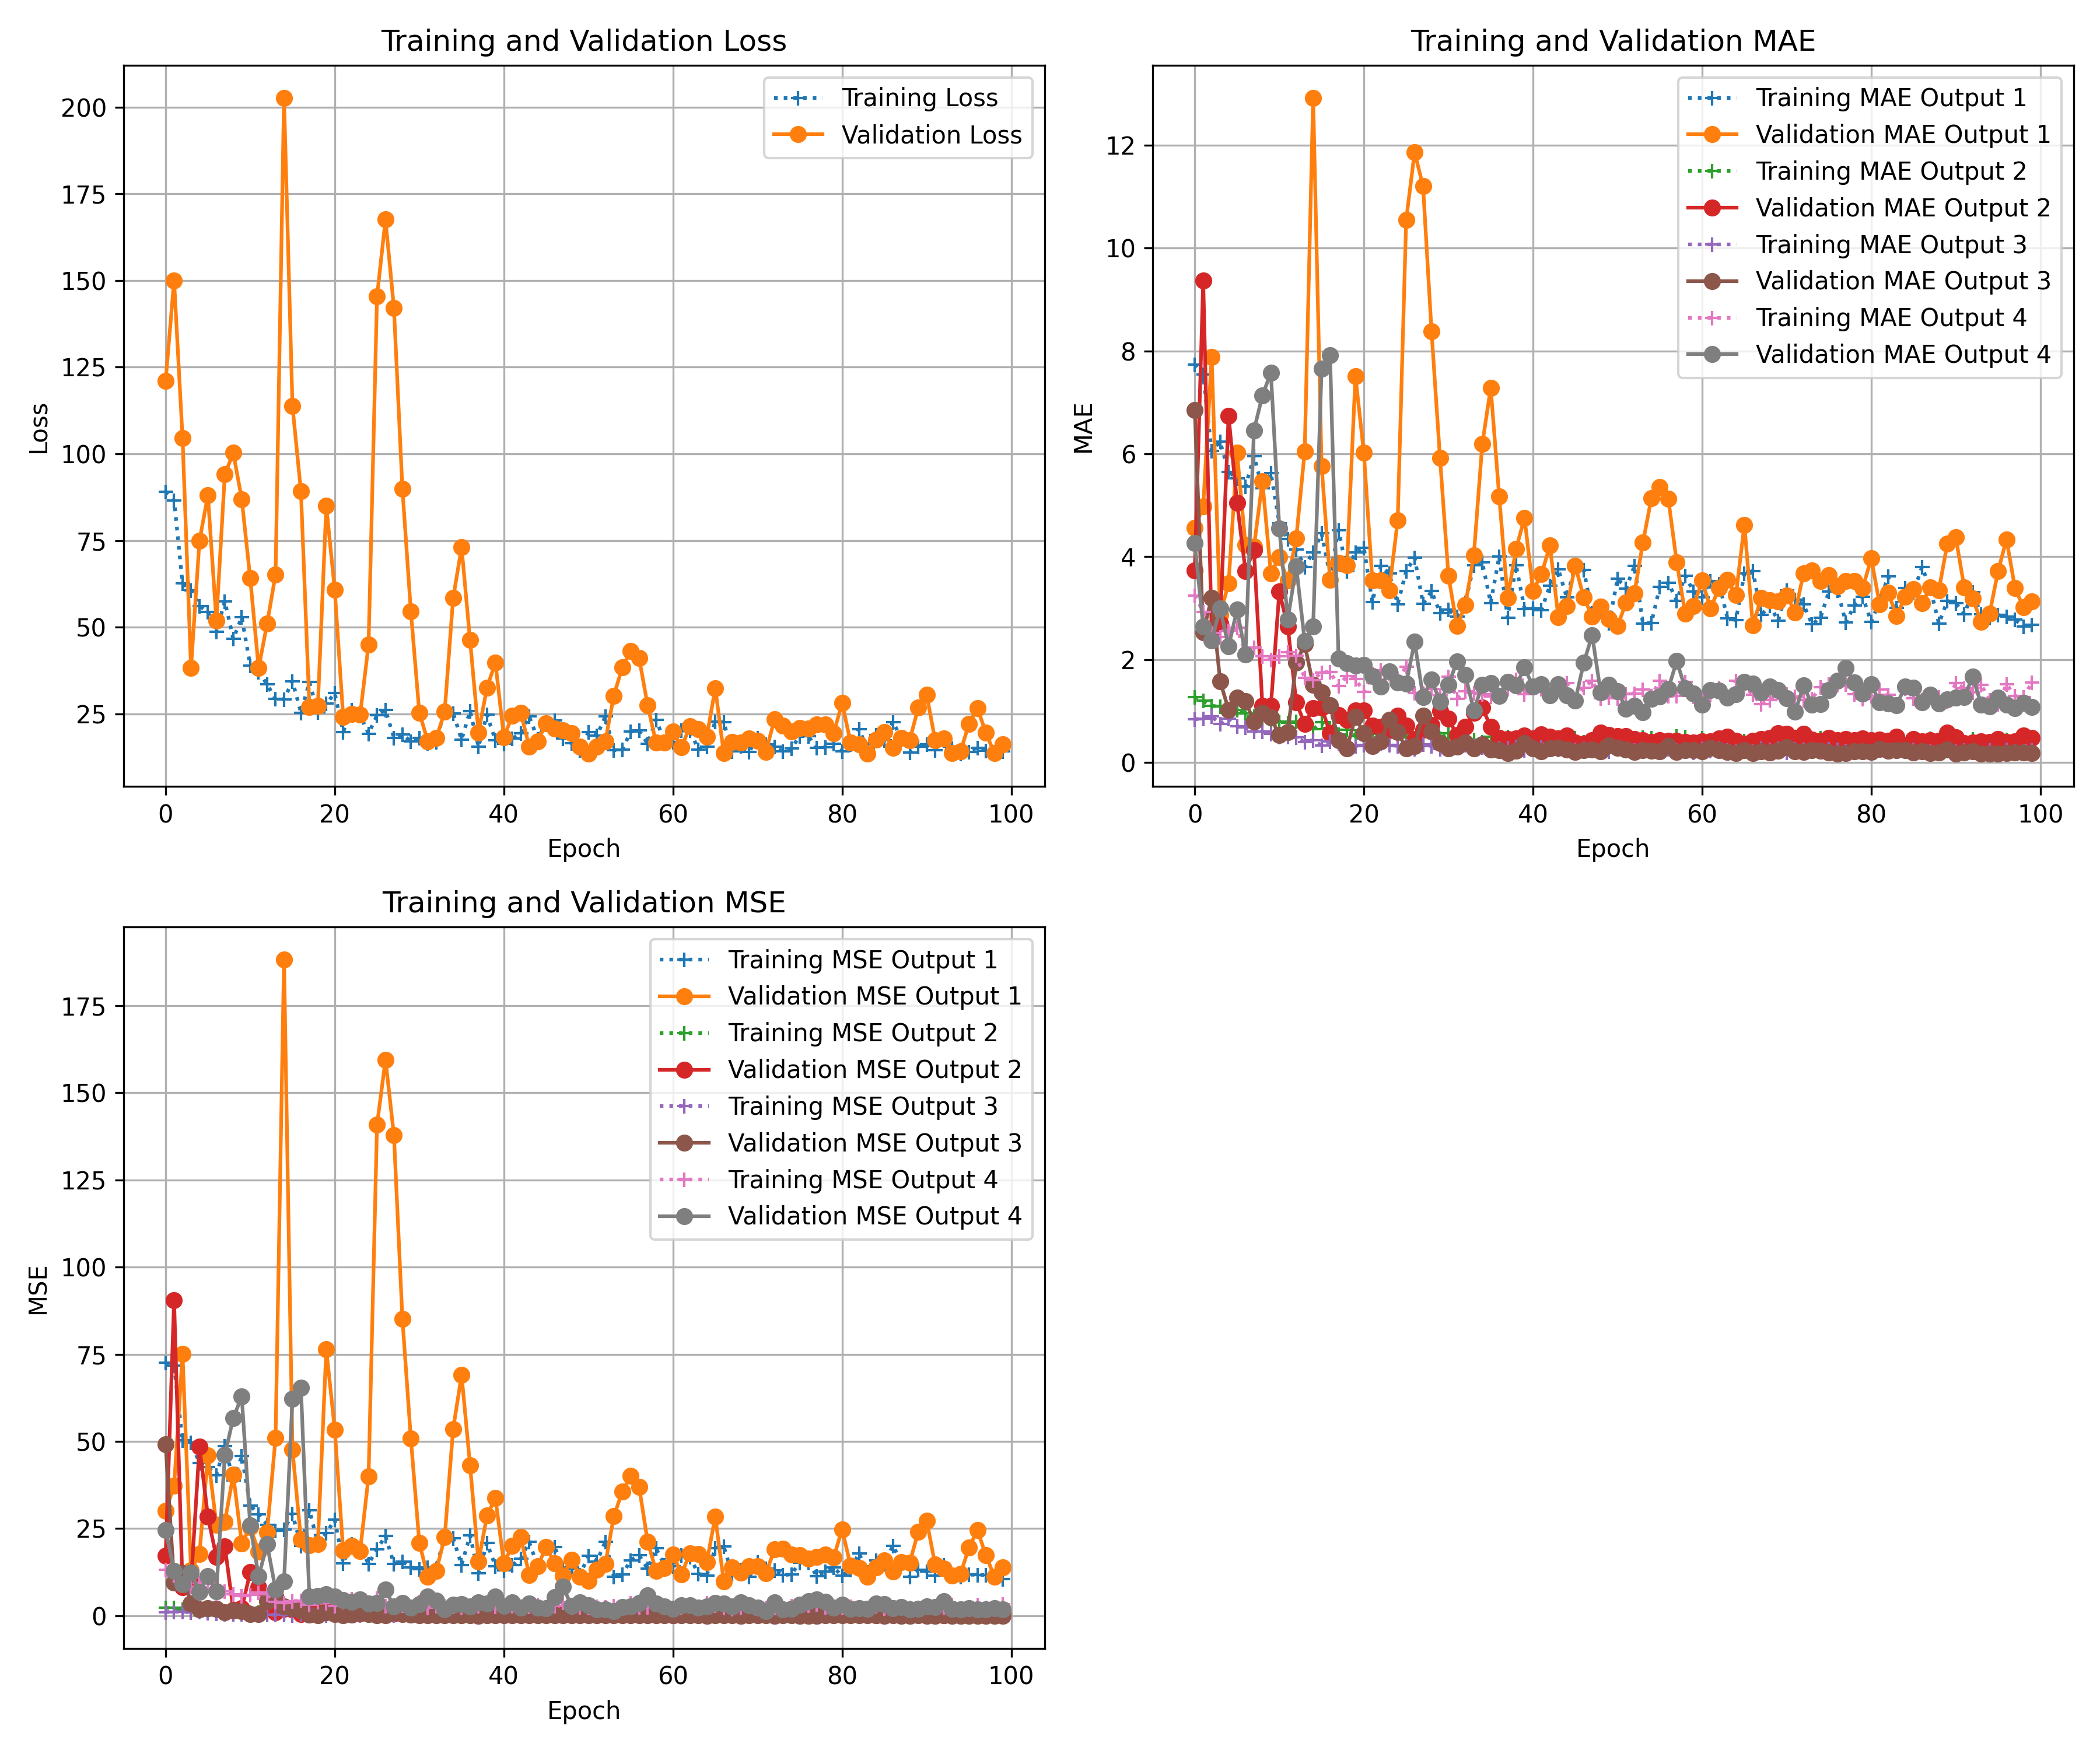 Training and Validation Loss
200
175
150
125
100
75
50
25
Loss
0 20 40 60 80 100
Epoch
Training Loss
Validation Loss
Training and Validation MAE
12
10
8
6
4
2
0
MAE
0 20 40 60 80 100
Epoch
Training MAE Output 1
Validation MAE Output 1
Training MAE Output 2
Validation MAE Output 2
Training MAE Output 3
Validation MAE Output 3
Training MAE Output 4
Validation MAE Output 4
Training and Validation MSE
175
150
125
100
75
50
25
0
MSE
0 20 40 60 80 100
Epoch
Training MSE Output 1
Validation MSE Output 1
Training MSE Output 2
Validation MSE Output 2
Training MSE Output 3
Validation MSE Output 3
Training MSE Output 4
Validation MSE Output 4